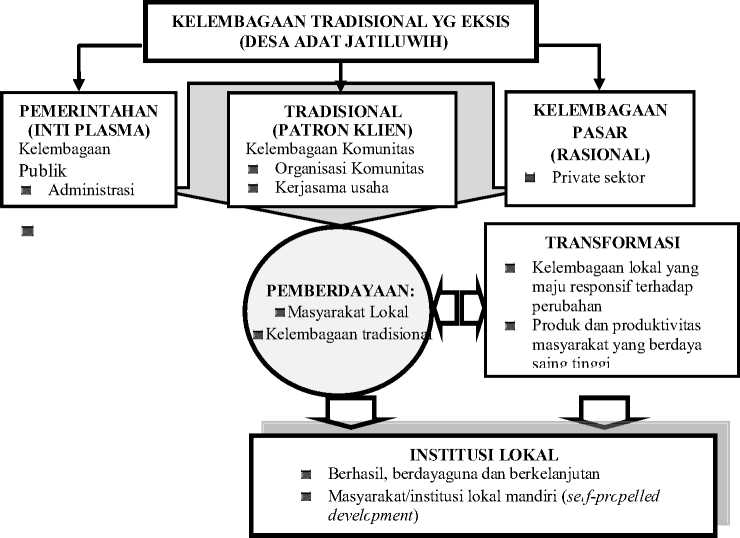 KELEMBAGAAN TRADISIONAL YG EKSIS
(DESA ADAT JATILUWIH)
PEMERINTAHAN
(INTI PLASMA)
Kelembagaan
Publik
Administrasi
TRADISIONAL
(PATRON KLIEN)
Kelembagaan Komunitas
Organisasi Komunitas
Kerjasama usaha
KELEMBAGAAN
PASAR
(RASIONAL)
Private sektor
PEMBERDAYAAN:
Masyarakat Lokal
Kelembagaan tradisional
TRANSFORMASI
Kelembagaan lokal yang
maju responsif terhadap
perubahan
Produk dan produktivitas
masyarakat yang berdaya
saing tinggi
INSTITUSI LOKAL
Berhasil, berdayaguna dan berkelanjutan
Masyarakat/institusi lokal mandiri (self-propelled
development)